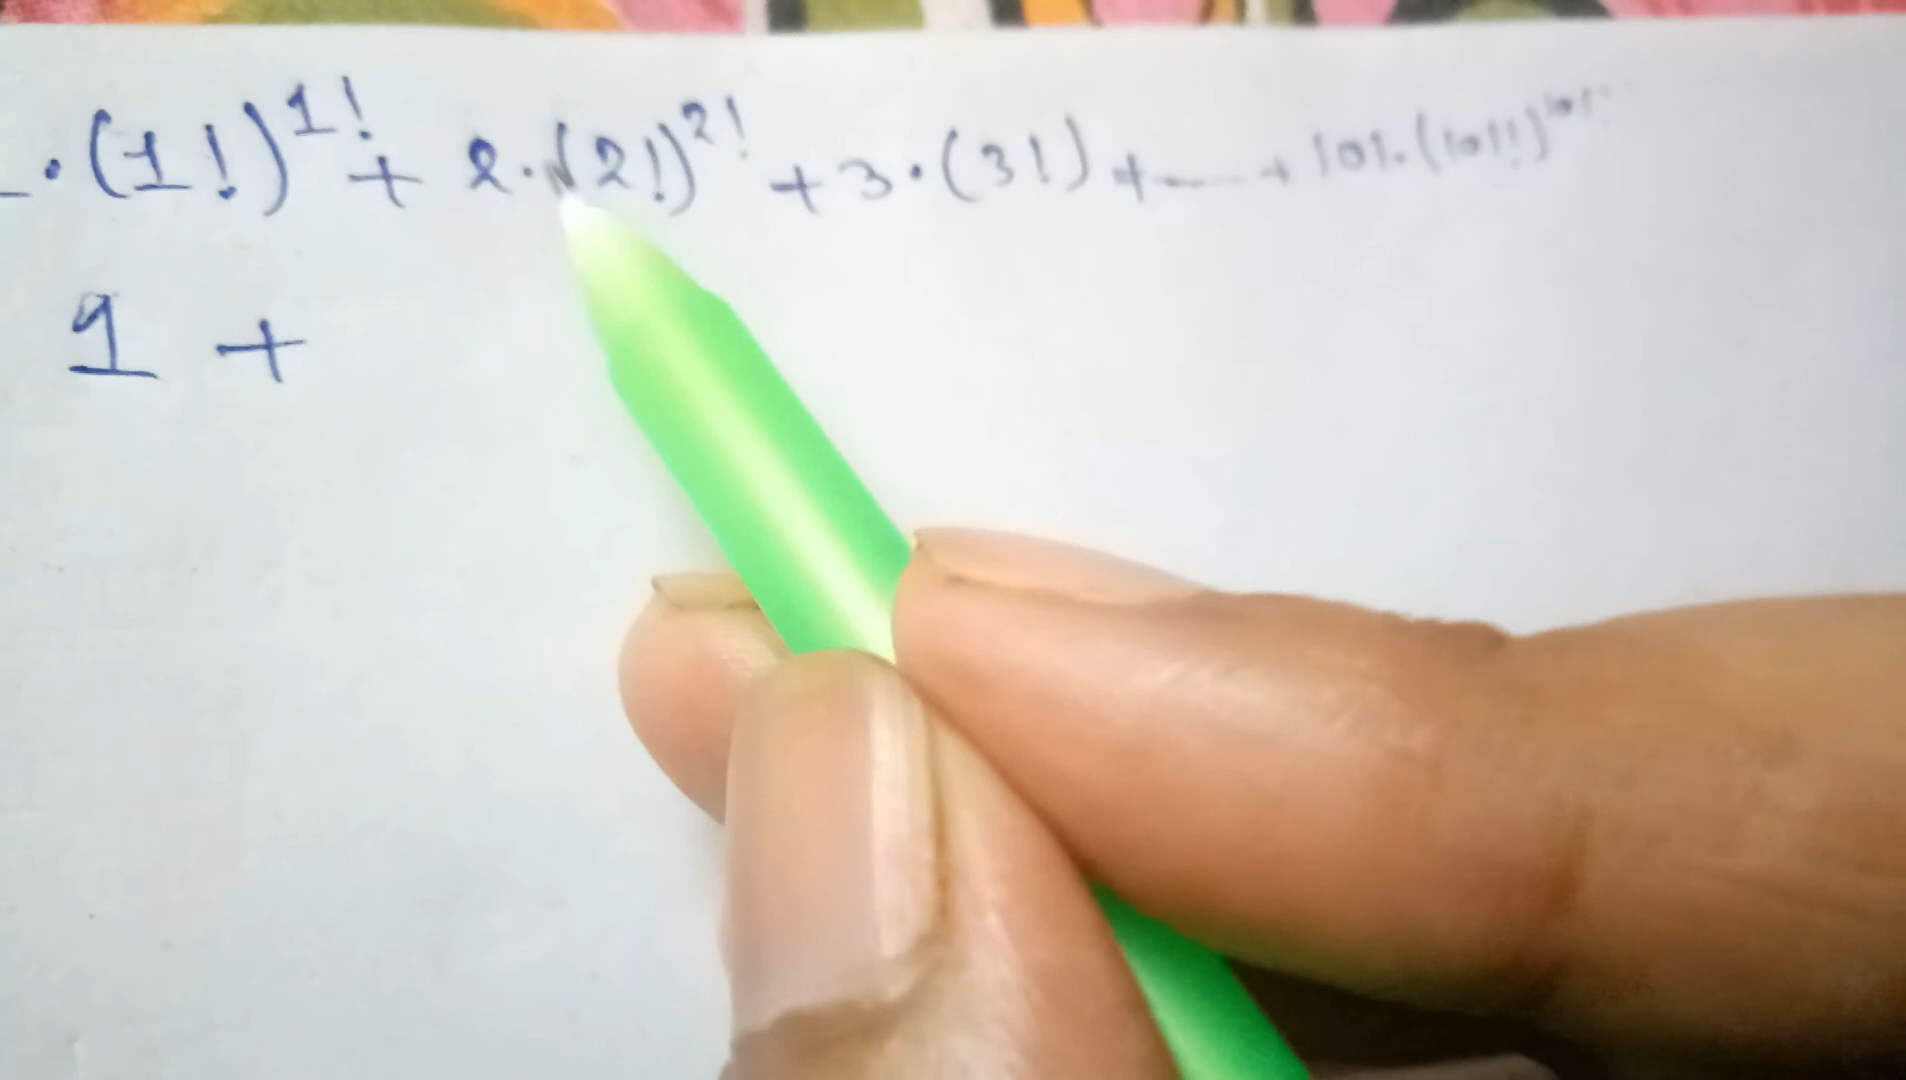 · (1!)^1! + 2 · (2!)^2! + 3 · (3!) + ---- + 101 · (101!)^101
1 +